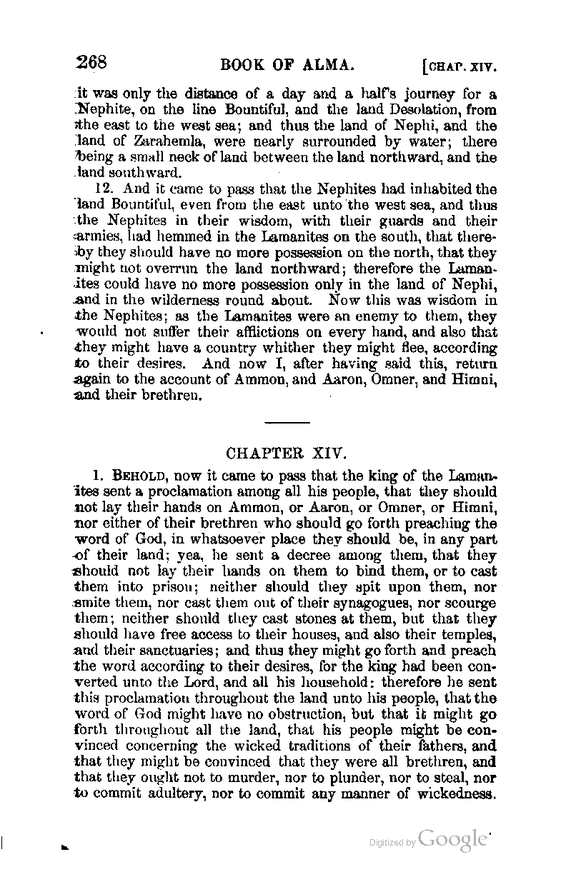 268 BOOK OF ALMA. [CHAP. XIV.
it was only the distance of a day and a half's journey for a
Nephite, on the line Bountiful, and the land Desolation, from
the east to the west sea; and thus the land of Nephi, and the
land of Zarahemla, were nearly surrounded by water; there
being a small neck of land between the land northward, and the
land southward.
12. And it came to pass that the Nephites had inhabited the
land Bountiful, even from the east unto the west sea, and thus
the Nephites in their wisdom, with their guards and their
armies, had hemmed in the Lamanites on the south, that there-
by they should have no more possession on the north, that they
might not overrun the land northward; therefore the Laman-
ites could have no more possession only in the land of Nephi,
and in the wilderness round about. Now this was wisdom in
the Nephites; as the Lamanites were an enemy to them, they
would not suffer their afflictions on every hand, and also that
they might have a country whither they might flee, according
to their desires. And now I, after having said this, return
again to the account of Ammon, and Aaron, Omner, and Himni,
and their brethren.
CHAPTER XIV.
1. BEHOLD, now it came to pass that the king of the Laman-
ites sent a proclamation among all his people, that they should
not lay their hands on Ammon, or Aaron, or Omner, or Himni,
nor either of their brethren who should go forth preaching the
word of God, in whatsoever place they should be, in any part
of their land; yea, he sent a decree among them, that they
should not lay their hands on them to bind them, or to cast
them into prison; neither should they spit upon them, nor
smite them, nor cast them out of their synagogues, nor scourge
them; neither should they cast stones at them, but that they
should have free access to their houses, and also their temples,
and their sanctuaries; and thus they might go forth and preach
the word according to their desires, for the king had been con-
verted unto the Lord, and all his household: therefore he sent
this proclamation throughout the land unto his people, that the
word of God might have no obstruction, but that it might go
forth throughout all the land, that his people might be con-
vinced concerning the wicked traditions of their fathers, and
that they might be convinced that they were all brethren, and
that they ought not to murder, nor to plunder, nor to steal, nor
to commit adultery, nor to commit any manner of wickedness.
Digitized by Google